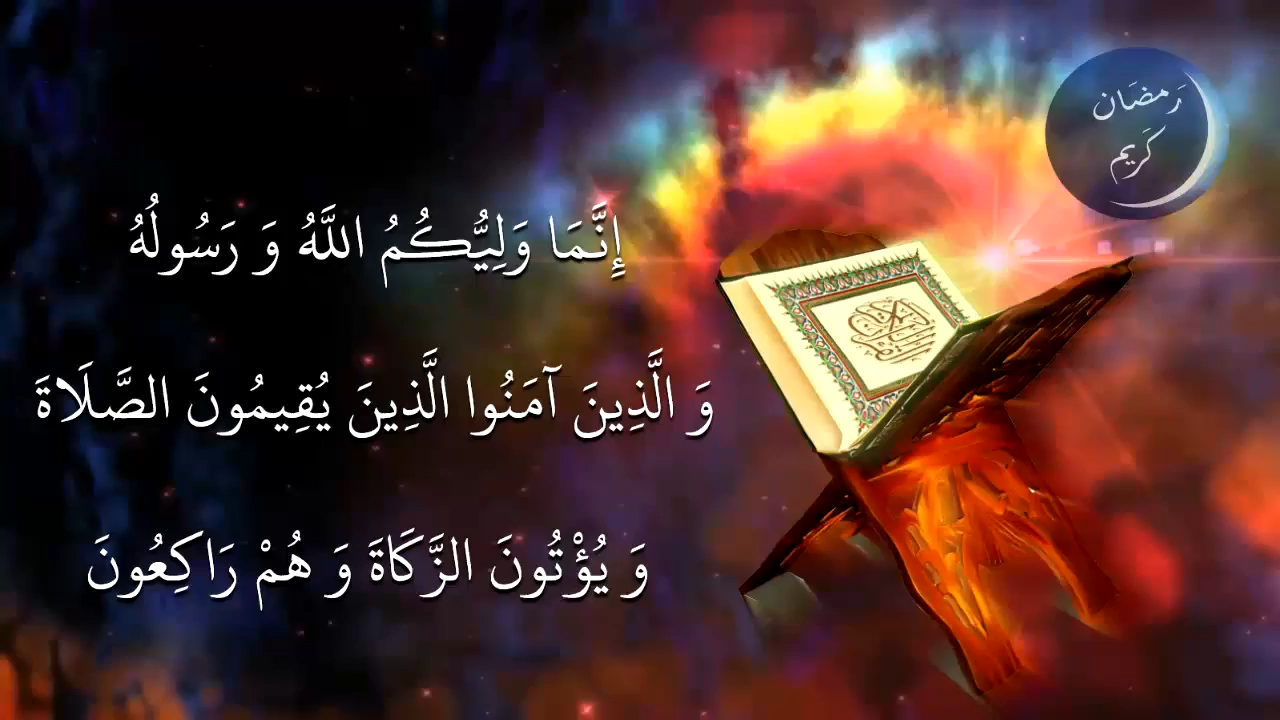 رَمضَان
كَرِيم
إِنَّمَا وَلِيُّكُمُ اللَّهُ وَ رَسُولُهُ
وَ الَّذِينَ آمَنُوا الَّذِينَ يُقِيمُونَ الصَّلَاةَ
وَ يُؤْتُونَ الزَّكَاةَ وَ هُمْ رَاكِعُونَ